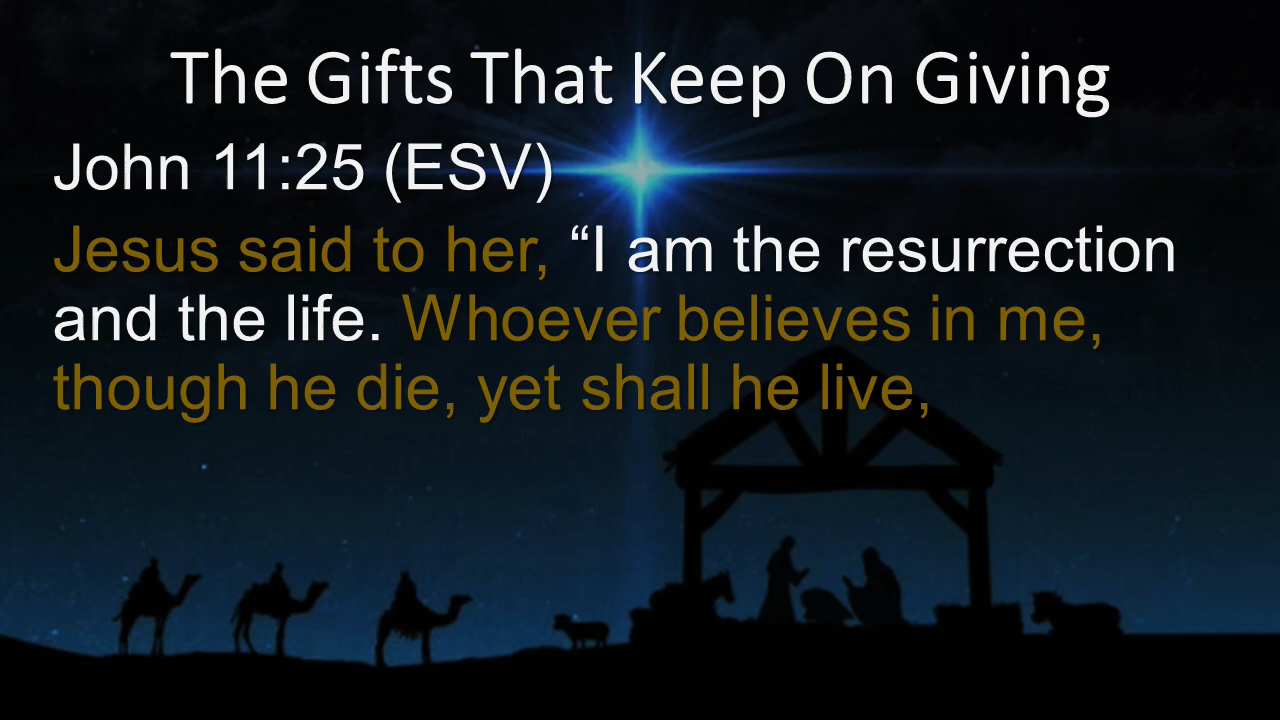 The Gifts That Keep On Giving
John 11:25 (ESV)
Jesus said to her, “I am the resurrection
and the life. Whoever believes in me,
though he die, yet shall he live,